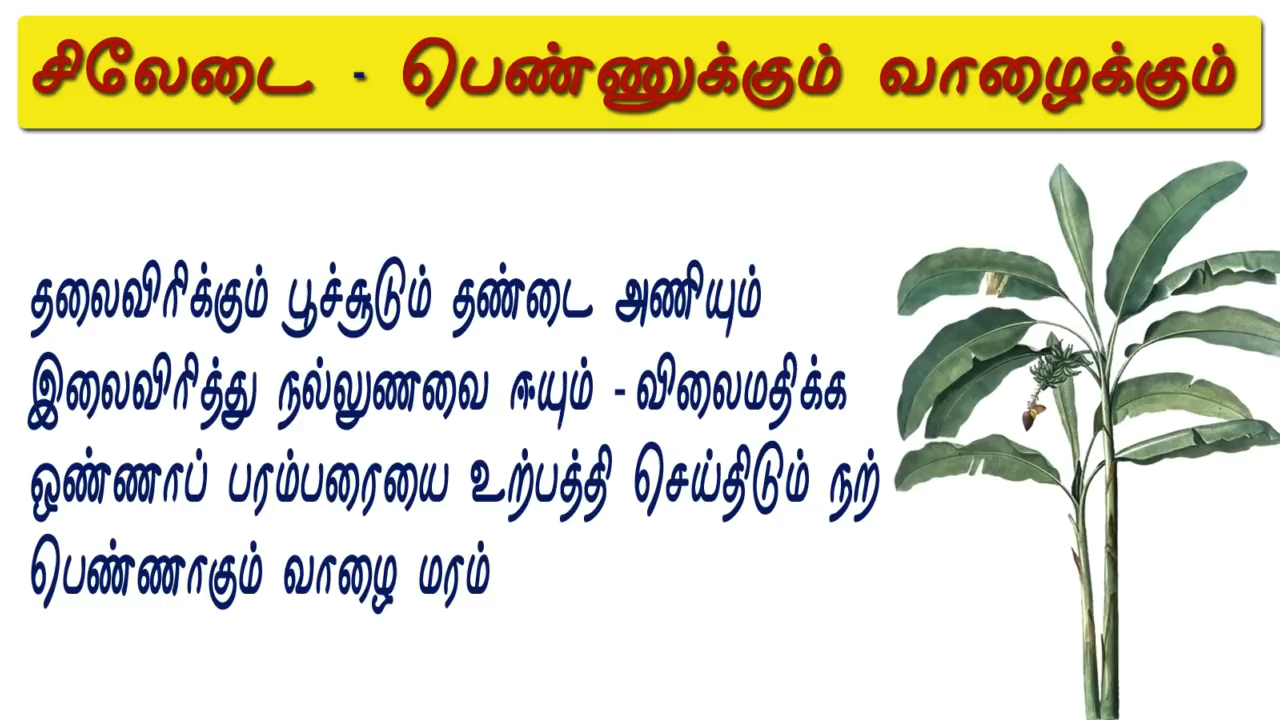 சிலேடை - பெண்ணுக்கும் வாழைக்கும்
தலைவிரிக்கும் பூச்சூடும் தண்டை அணியும்
இலைவிரித்து நல்லுணவை ஈயும் - விலைமதிக்க
ஒண்ணாப் பரம்பரையை உற்பத்தி செய்திடும் நற்
பெண்ணாகும் வாழை மரம்